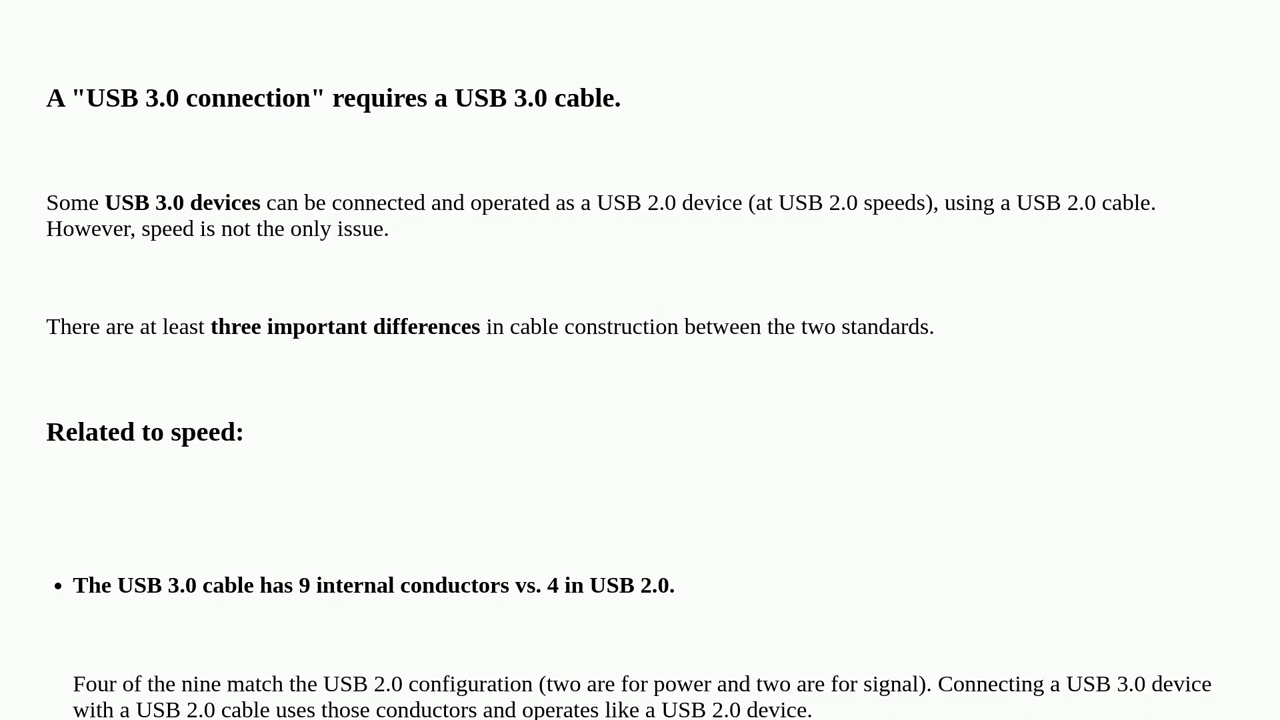 A "USB 3.0 connection" requires a USB 3.0 cable.
Some USB 3.0 devices can be connected and operated as a USB 2.0 device (at USB 2.0 speeds), using a USB 2.0 cable.
However, speed is not the only issue.
There are at least three important differences in cable construction between the two standards.
Related to speed:
• The USB 3.0 cable has 9 internal conductors vs. 4 in USB 2.0.
Four of the nine match the USB 2.0 configuration (two are for power and two are for signal). Connecting a USB 3.0 device
with a USB 2.0 cable uses those conductors and operates like a USB 2.0 device.